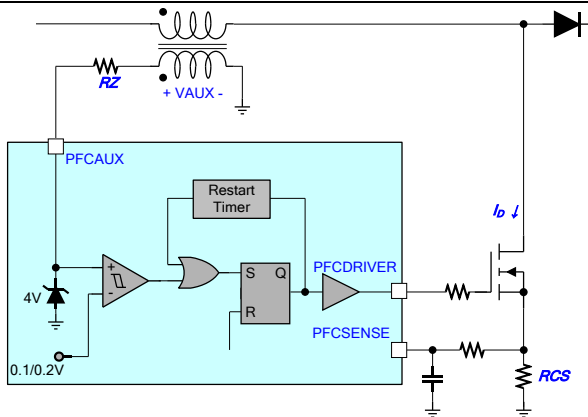 RZ
+ VAUX -
PFCAUX
Restart
Timer
ID ↓
+
-
S Q
R
PFCDRIVER
4V
PFCSENSE
0.1/0.2V
RCS